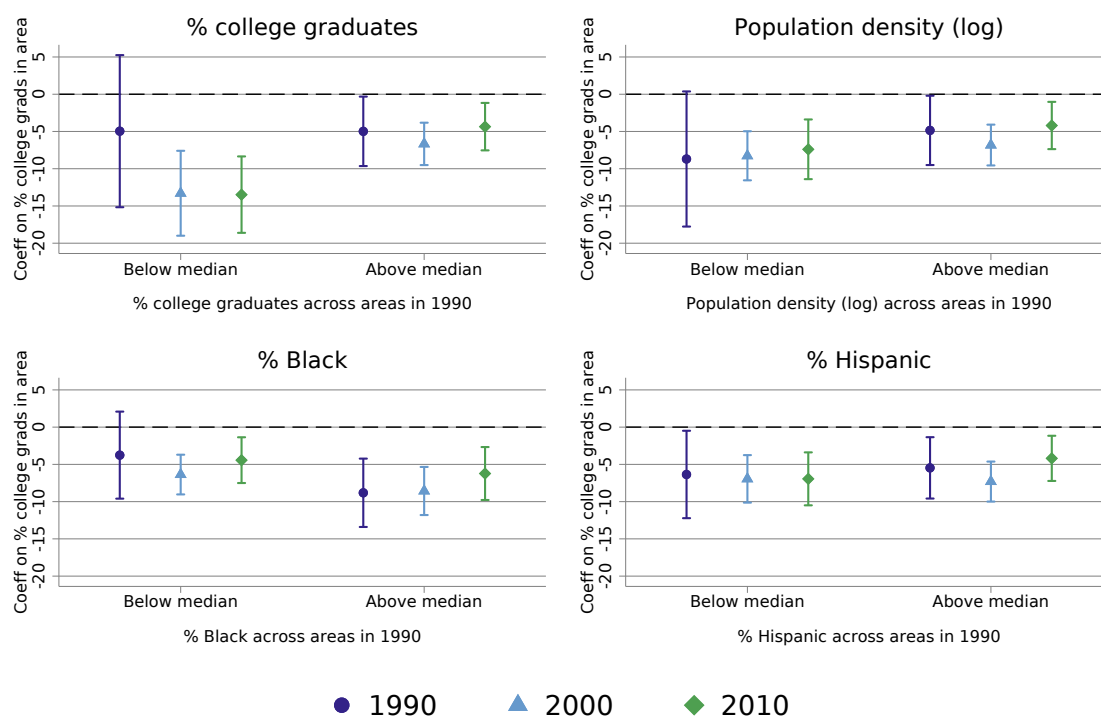 % college graduates
Coeff on % college grads in area
5
0
-5
-10
-15
-20
Below median
Above median
% college graduates across areas in 1990
Population density (log)
Coeff on % college grads in area
5
0
-5
-10
-15
-20
Below median
Above median
Population density (log) across areas in 1990
% Black
Coeff on % college grads in area
5
0
-5
-10
-15
-20
Below median
Above median
% Black across areas in 1990
% Hispanic
Coeff on % college grads in area
5
0
-5
-10
-15
-20
Below median
Above median
% Hispanic across areas in 1990
1990 2000 2010